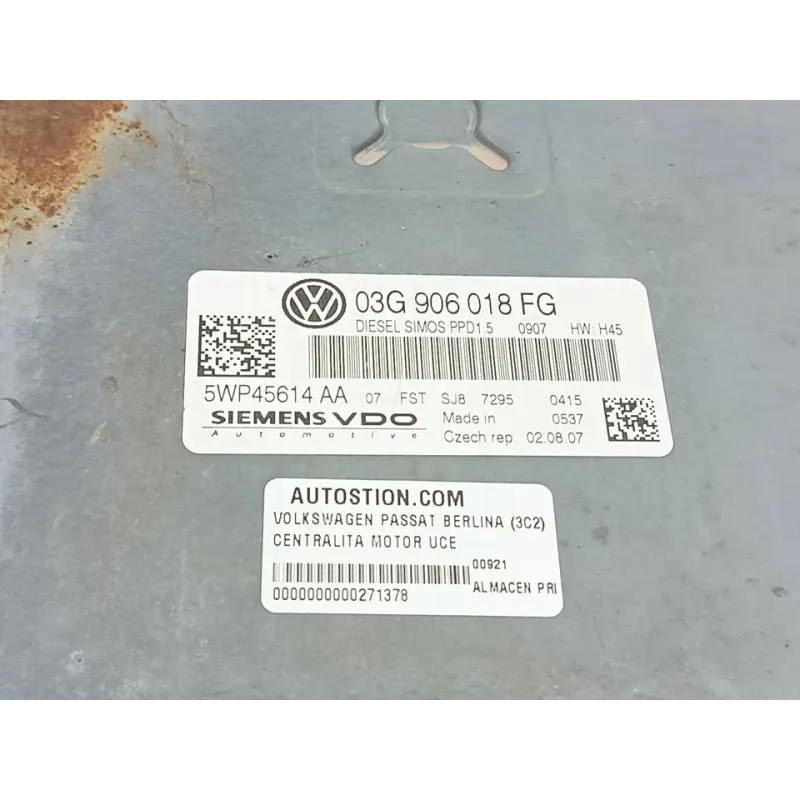 03G 906 018 FG
DIESEL SIMOS PPD1.5 0907 HW: H45
5WP45614 AA 07 FST SJ8 7295 0415
SIEMENS VDO Made in 0537
Automotive Czech rep 02.08.07
AUTOSTION.COM
VOLKSWAGEN PASSAT BERLINA (3C2)
CENTRALITA MOTOR UCE
00921
0000000000271378 ALMACEN PRI